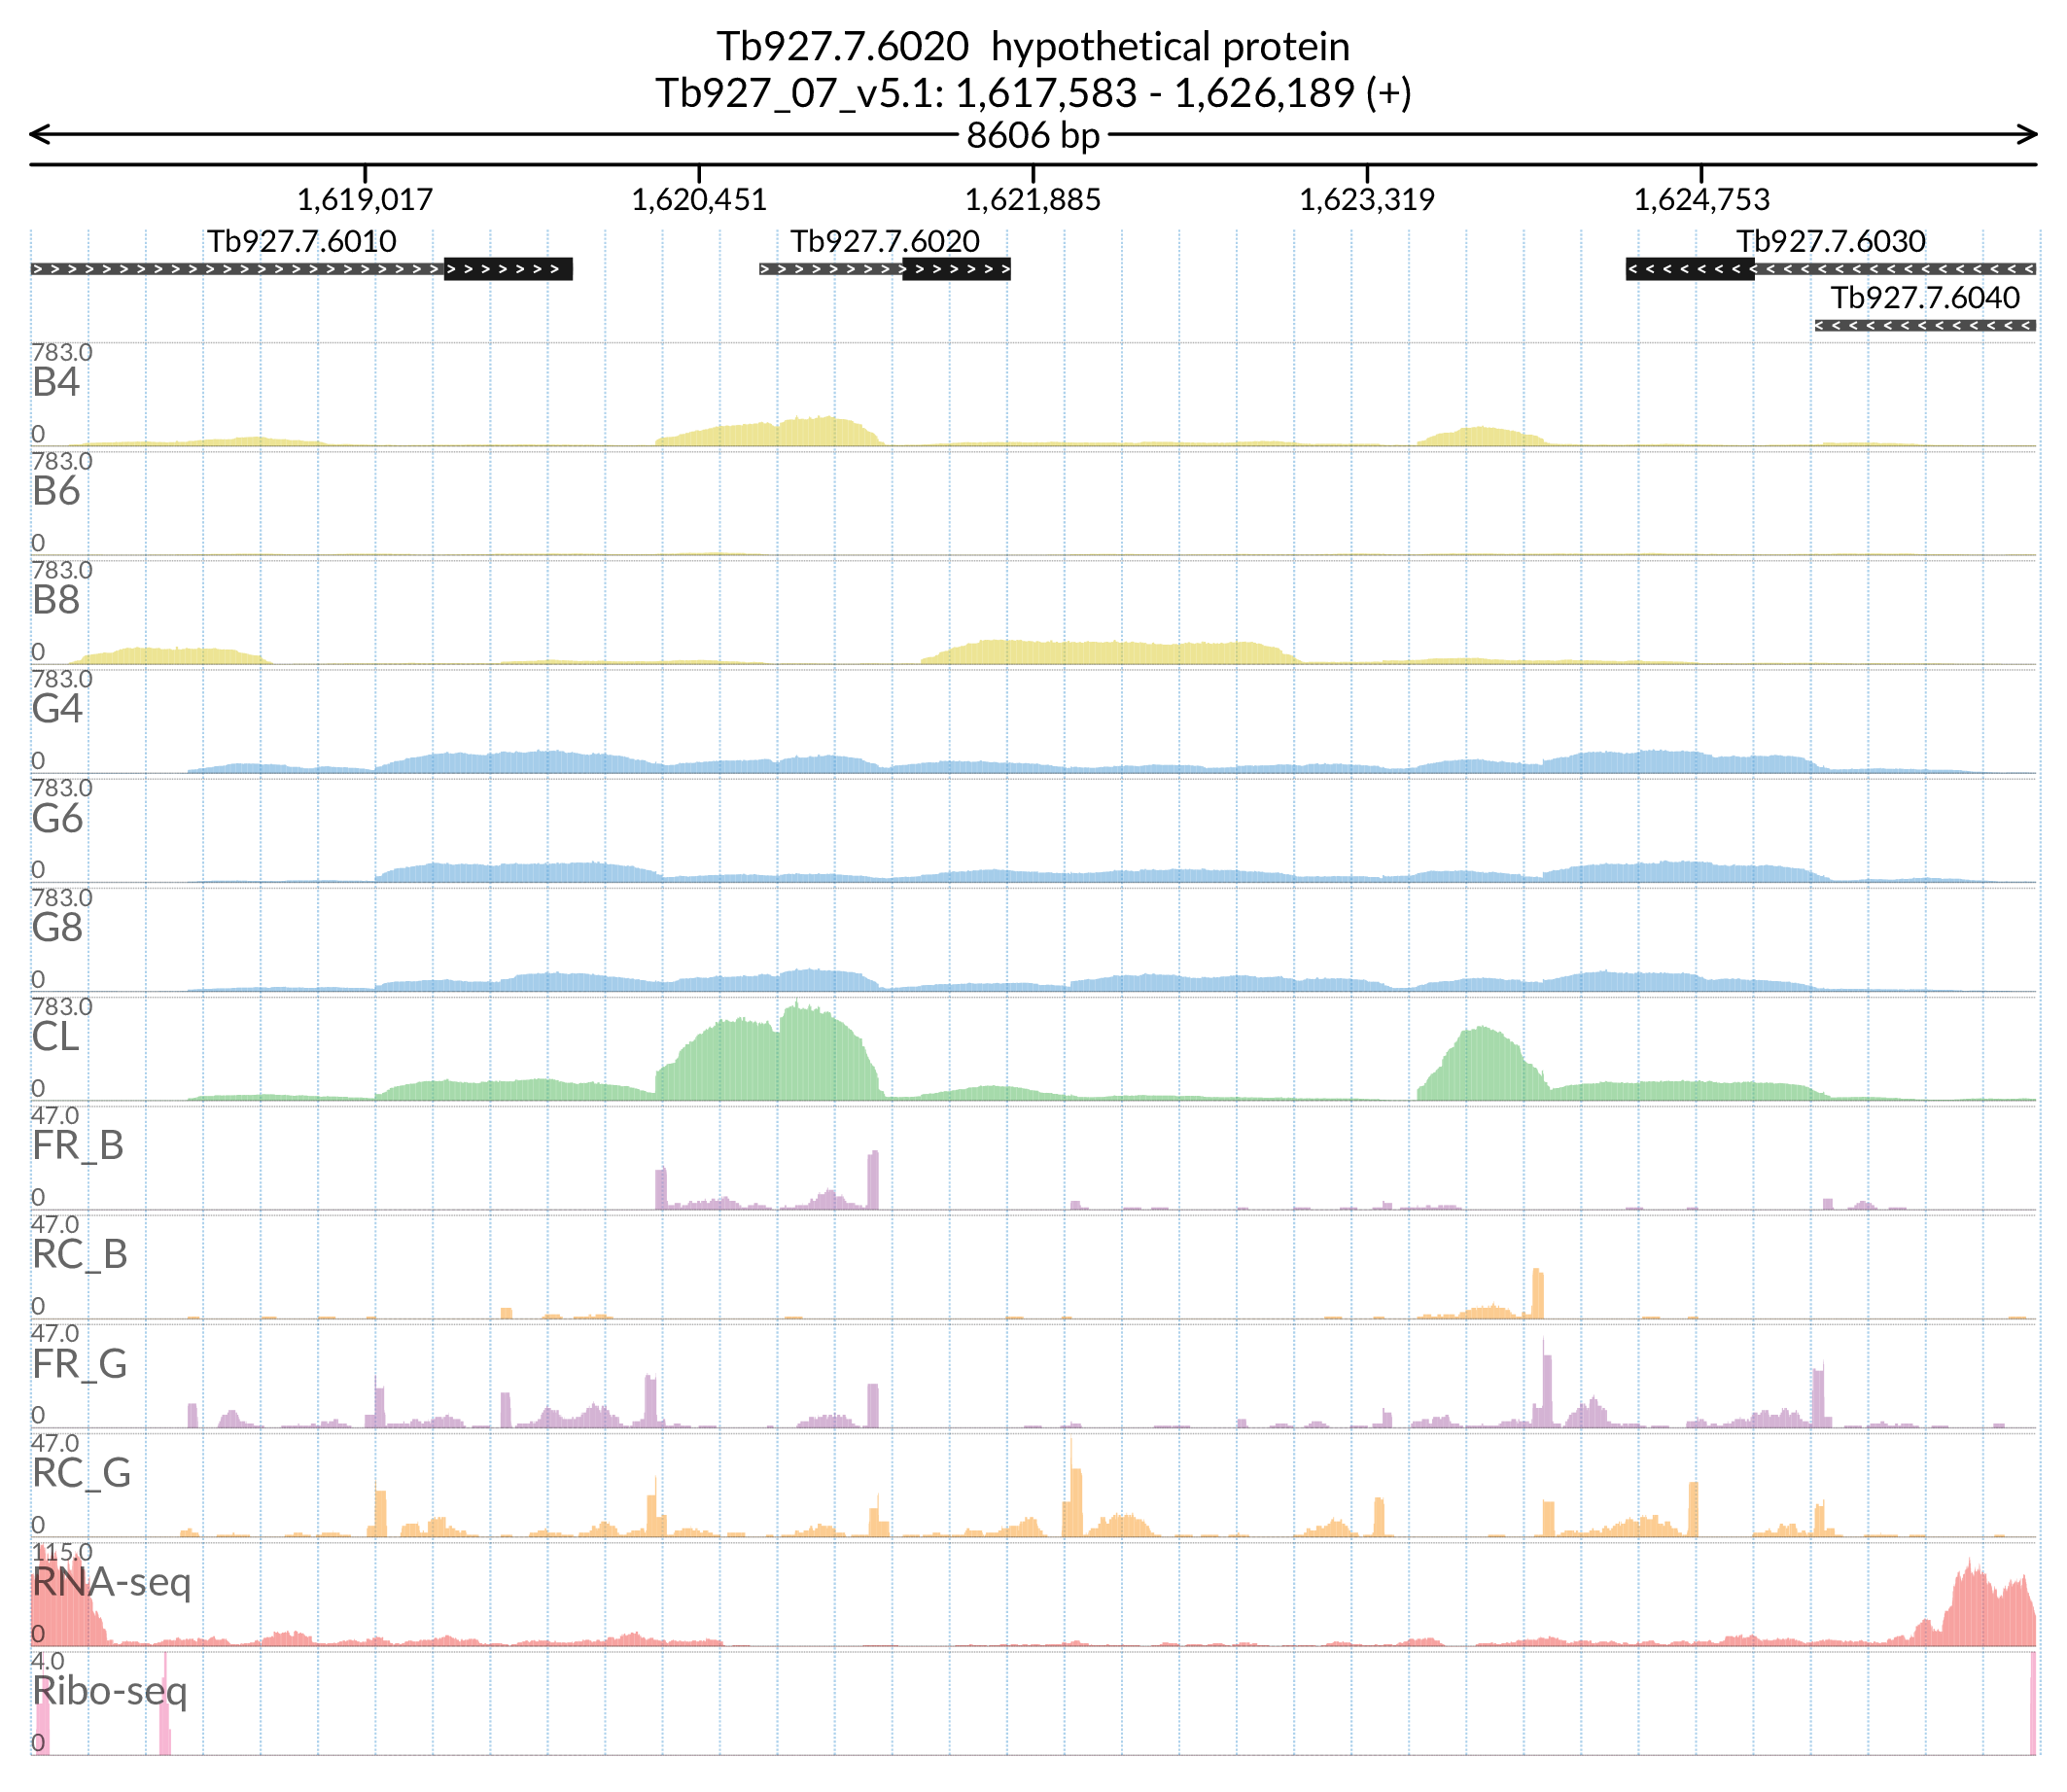 Tb927.7.6020 hypothetical protein
Tb927_07_v5.1: 1,617,583 - 1,626,189 (+)
8606 bp
1,619,017 1,620,451 1,621,885 1,623,319 1,624,753
Tb927.7.6010 Tb927.7.6020 Tb927.7.6030
Tb927.7.6040
783.0
B4
0
783.0
B6
0
783.0
B8
0
783.0
G4
0
783.0
G6
0
783.0
G8
0
783.0
CL
0
47.0
FR_B
0
47.0
RC_B
0
47.0
FR_G
0
47.0
RC_G
0
115.0
RNA-seq
0
4.0
Ribo-seq
0